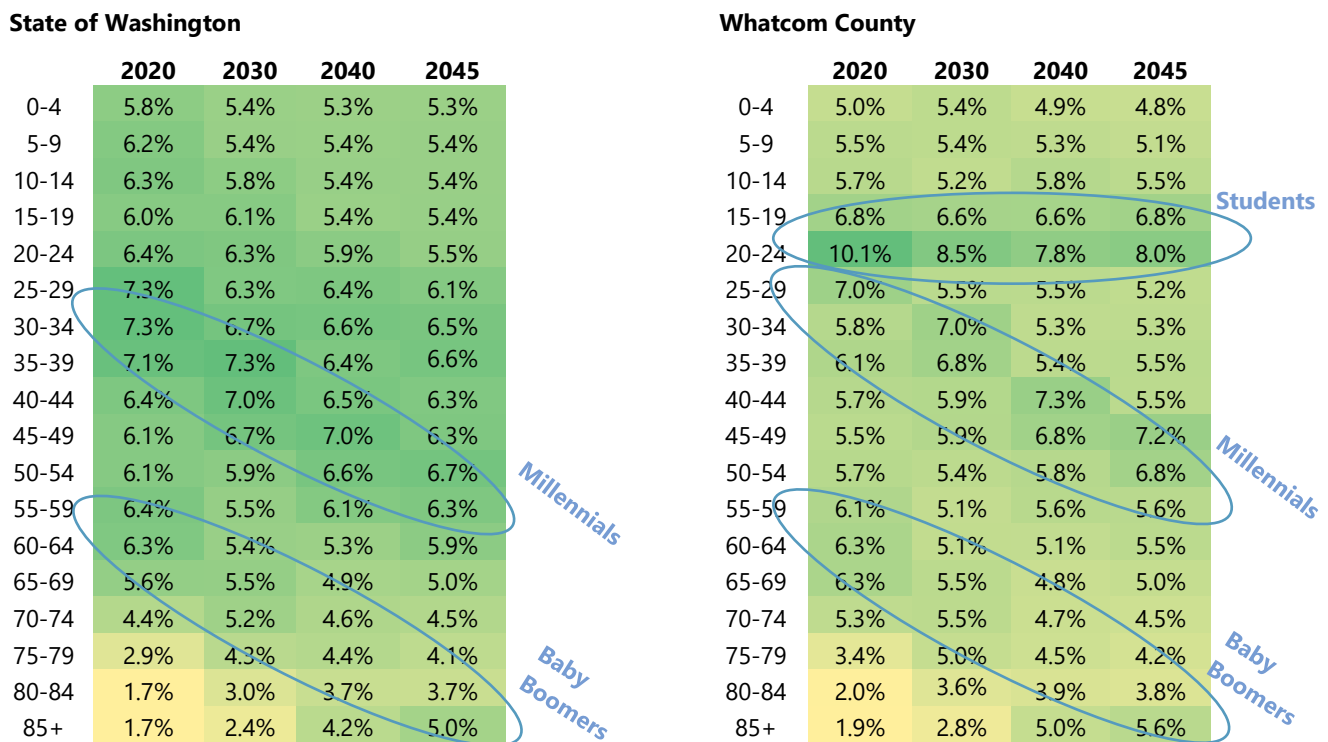 State of Washington Whatcom County
2020 2030 2040 2045 2020 2030 2040 2045
0-4 5.8% 5.4% 5.3% 5.3% 0-4 5.0% 5.4% 4.9% 4.8%
5-9 6.2% 5.4% 5.4% 5.4% 5-9 5.5% 5.4% 5.3% 5.1%
10-14 6.3% 5.8% 5.4% 5.4% 10-14 5.7% 5.2% 5.8% 5.5%
15-19 6.0% 6.1% 5.4% 5.4% 15-19 6.8% 6.6% 6.6% 6.8% Students
20-24 6.4% 6.3% 5.9% 5.5% 20-24 10.1% 8.5% 7.8% 8.0%
25-29 7.3% 6.3% 6.4% 6.1% 25-29 7.0% 5.5% 5.5% 5.2%
30-34 7.3% 6.7% 6.6% 6.5% 30-34 5.8% 7.0% 5.3% 5.3%
35-39 7.1% 7.3% 6.4% 6.6% 35-39 6.1% 6.8% 5.4% 5.5%
40-44 6.4% 7.0% 6.5% 6.3% 40-44 5.7% 5.9% 7.3% 5.5%
45-49 6.1% 6.7% 7.0% 6.3% 45-49 5.5% 5.9% 6.8% 7.2%
50-54 6.1% 5.9% 6.6% 6.7% Millennials 50-54 5.7% 5.4% 5.8% 6.8% Millennials
55-59 6.4% 5.5% 6.1% 6.3% 55-59 6.1% 5.1% 5.6% 5.6%
60-64 6.3% 5.4% 5.3% 5.9% 60-64 6.3% 5.1% 5.1% 5.5%
65-69 5.6% 5.5% 4.9% 5.0% 65-69 6.3% 5.5% 4.8% 5.0%
70-74 4.4% 5.2% 4.6% 4.5% 70-74 5.3% 5.5% 4.7% 4.5%
75-79 2.9% 4.3% 4.4% 4.1% Baby 75-79 3.4% 5.0% 4.5% 4.2% Baby
80-84 1.7% 3.0% 3.7% 3.7% Boomers 80-84 2.0% 3.6% 3.9% 3.8% Boomers
85+ 1.7% 2.4% 4.2% 5.0% 85+ 1.9% 2.8% 5.0% 5.6%